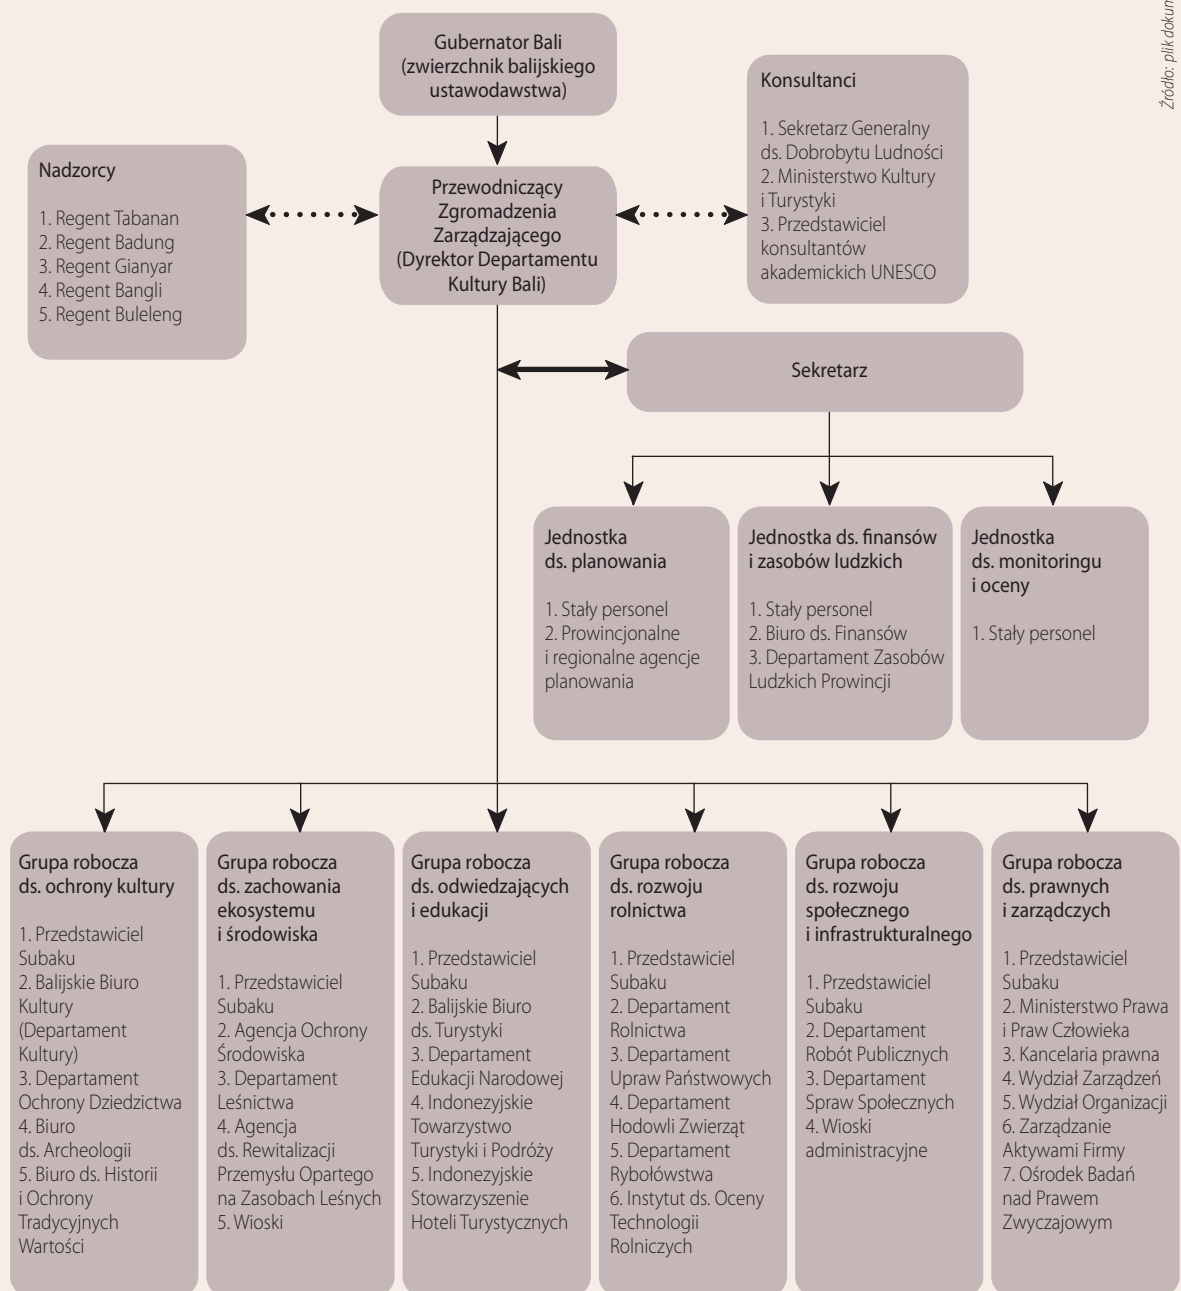 Źródło: plik dokum
Gubernator Bali
(zwierzchnik balijskiego
ustawodawstwa)
Konsultanci
1. Sekretarz Generalny
ds. Dobrobytu Ludności
2. Ministerstwo Kultury
i Turystyki
3. Przedstawiciel
konsultantów
akademickich UNESCO
Nadzorcy
1. Regent Tabanan
2. Regent Badung
3. Regent Gianyar
4. Regent Bangli
5. Regent Buleleng
Przewodniczący
Zgromadzenia
Zarządzającego
(Dyrektor Departamentu
Kultury Bali)
Sekretarz
Jednostka
ds. planowania
1. Stały personel
2. Prowincjonalne
i regionalne agencje
planowania
Jednostka ds. finansów
i zasobów ludzkich
1. Stały personel
2. Biuro ds. Finansów
3. Departament Zasobów
Ludzkich Prowincji
Jednostka
ds. monitoringu
i oceny
1. Stały personel
Grupa robocza
ds. ochrony kultury
1. Przedstawiciel
Subaku
2. Balijskie Biuro
Kultury
(Departament
Kultury)
3. Departament
Ochrony Dziedzictwa
4. Biuro
ds. Archeologii
5. Biuro ds. Historii
i Ochrony
Tradycyjnych
Wartości
Grupa robocza
ds. zachowania
ekosystemu
i środowiska
1. Przedstawiciel
Subaku
2. Agencja Ochrony
Środowiska
3. Departament
Leśnictwa
4. Agencja
ds. Rewitalizacji
Przemysłu Opartego
na Zasobach Leśnych
5. Wioski
Grupa robocza
ds. odwiedzających
i edukacji
1. Przedstawiciel
Subaku
2. Balijskie Biuro
ds. Turystyki
3. Departament
Edukacji Narodowej
4. Indonezyjskie
Towarzystwo
Turystyki i Podróży
5. Indonezyjskie
Stowarzyszenie
Hoteli Turystycznych
Grupa robocza
ds. rozwoju
rolnictwa
1. Przedstawiciel
Subaku
2. Departament
Rolnictwa
3. Departament
Upraw Państwowych
4. Departament
Hodowli Zwierząt
5. Departament
Rybołówstwa
6. Instytut ds. Oceny
Technologii
Rolniczych
Grupa robocza
ds. rozwoju
społecznego
i infrastrukturalnego
1. Przedstawiciel
Subaku
2. Departament
Robót Publicznych
3. Departament
Spraw Społecznych
4. Wioski
administracyjne
Grupa robocza
ds. prawnych
i zarządczych
1. Przedstawiciel
Subaku
2. Ministerstwo Prawa
i Praw Człowieka
3. Kancelaria prawna
4. Wydział Zarządzeń
5. Wydział Organizacji
6. Zarządzanie
Aktywami Firmy
7. Ośrodek Badań
nad Prawem
Zwyczajowym